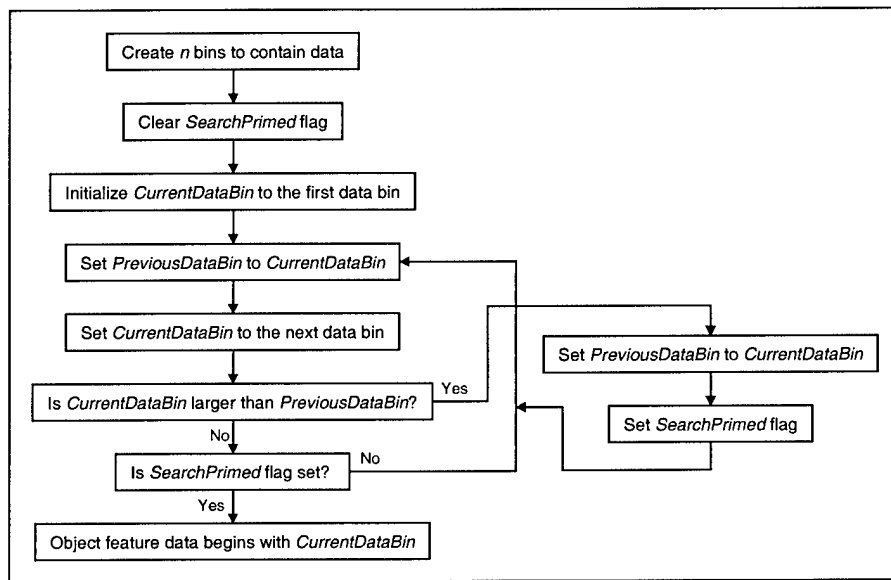 Create n bins to contain data
Clear SearchPrimed flag
Initialize CurrentDataBin to the first data bin
Set PreviousDataBin to CurrentDataBin
Set CurrentDataBin to the next data bin
Is CurrentDataBin larger than PreviousDataBin?
Yes
No
Set PreviousDataBin to CurrentDataBin
Set SearchPrimed flag
Is SearchPrimed flag set?
No
Yes
Object feature data begins with CurrentDataBin